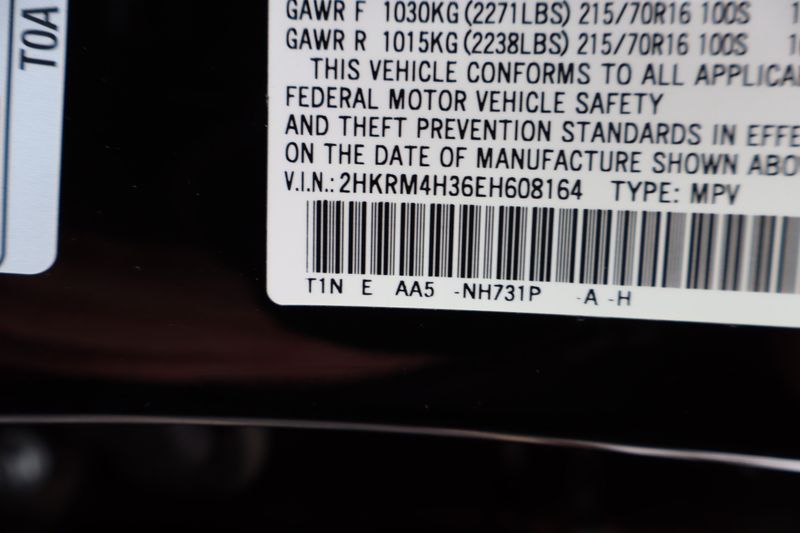 GAWR F 1030KG(2271LBS) 215/70R16 100S
GAWR R 1015KG(2238LBS) 215/70R16 100S
THIS VEHICLE CONFORMS TO ALL APPLICA
FEDERAL MOTOR VEHICLE SAFETY
AND THEFT PREVENTION STANDARDS IN EFFE
ON THE DATE OF MANUFACTURE SHOWN ABO
V.I.N.: 2HKRM4H36EH608164 TYPE: MPV
T1N E AA5 -NH731P -A -H
TOA